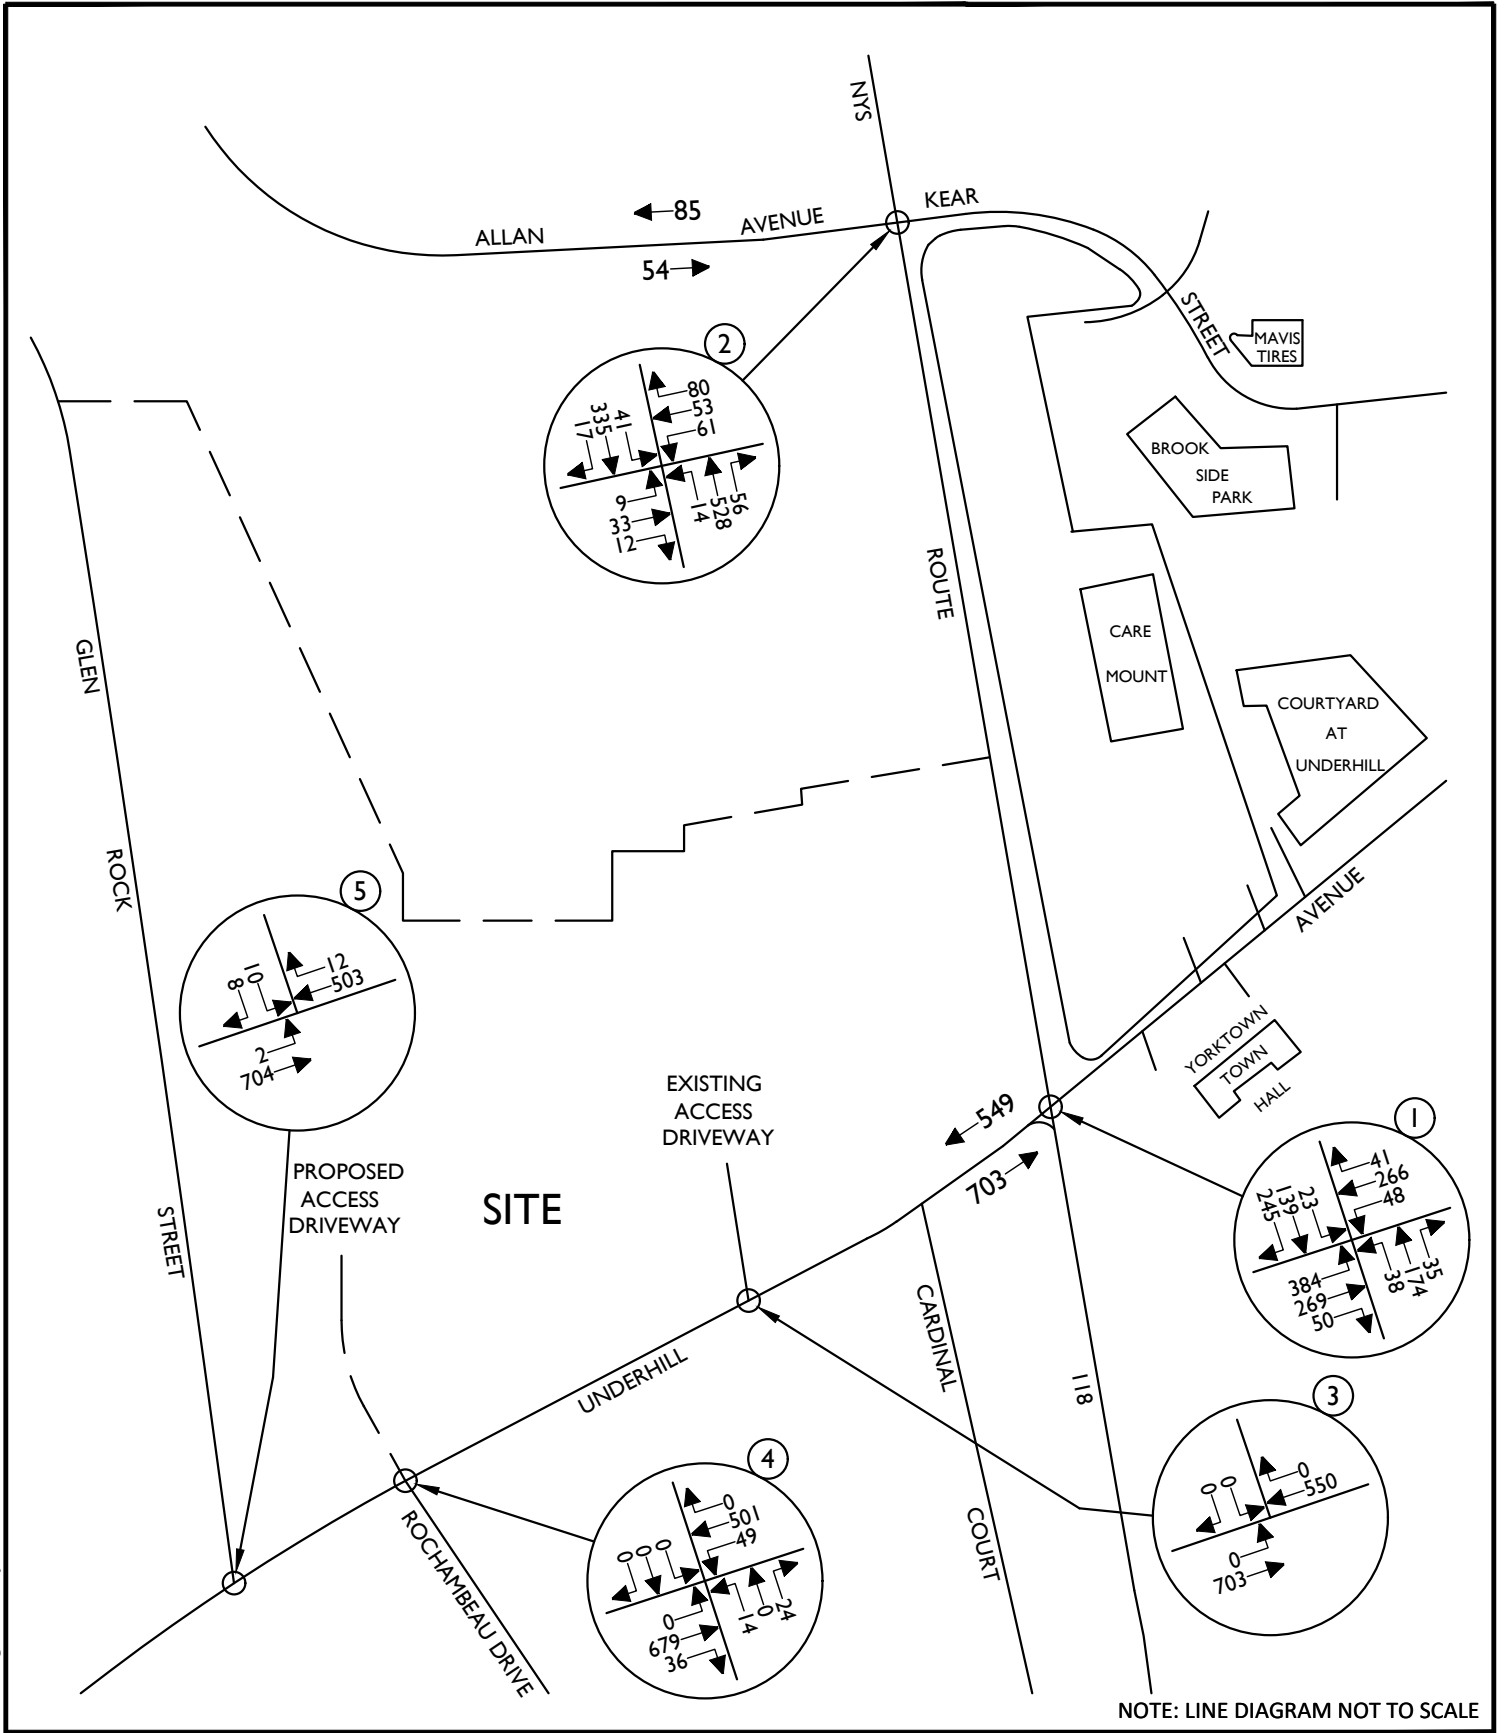 NYS
KEAR
85
ALLAN
AVENUE
54
STREET
MAVIS
TIRES
2
80
53
61
17
335
41
9
33
12
14
528
56
BROOK
SIDE
PARK
ROUTE
CARE
MOUNT
GLEN
COURTYARD
AT
UNDERHILL
ROCK
AVENUE
5
8
10
12
503
2
704
YORKTOWN
TOWN
HALL
EXISTING
ACCESS
DRIVEWAY
549
703
1
41
266
48
245
139
23
384
269
50
38
174
35
PROPOSED
ACCESS
DRIVEWAY
SITE
STREET
CARDINAL
UNDERHILL
118
3
0
550
0
0
0
703
4
0
501
49
0
0
0
0
679
36
14
0
24
ROCHAMBEAU DRIVE
COURT
NOTE: LINE DIAGRAM NOT TO SCALE